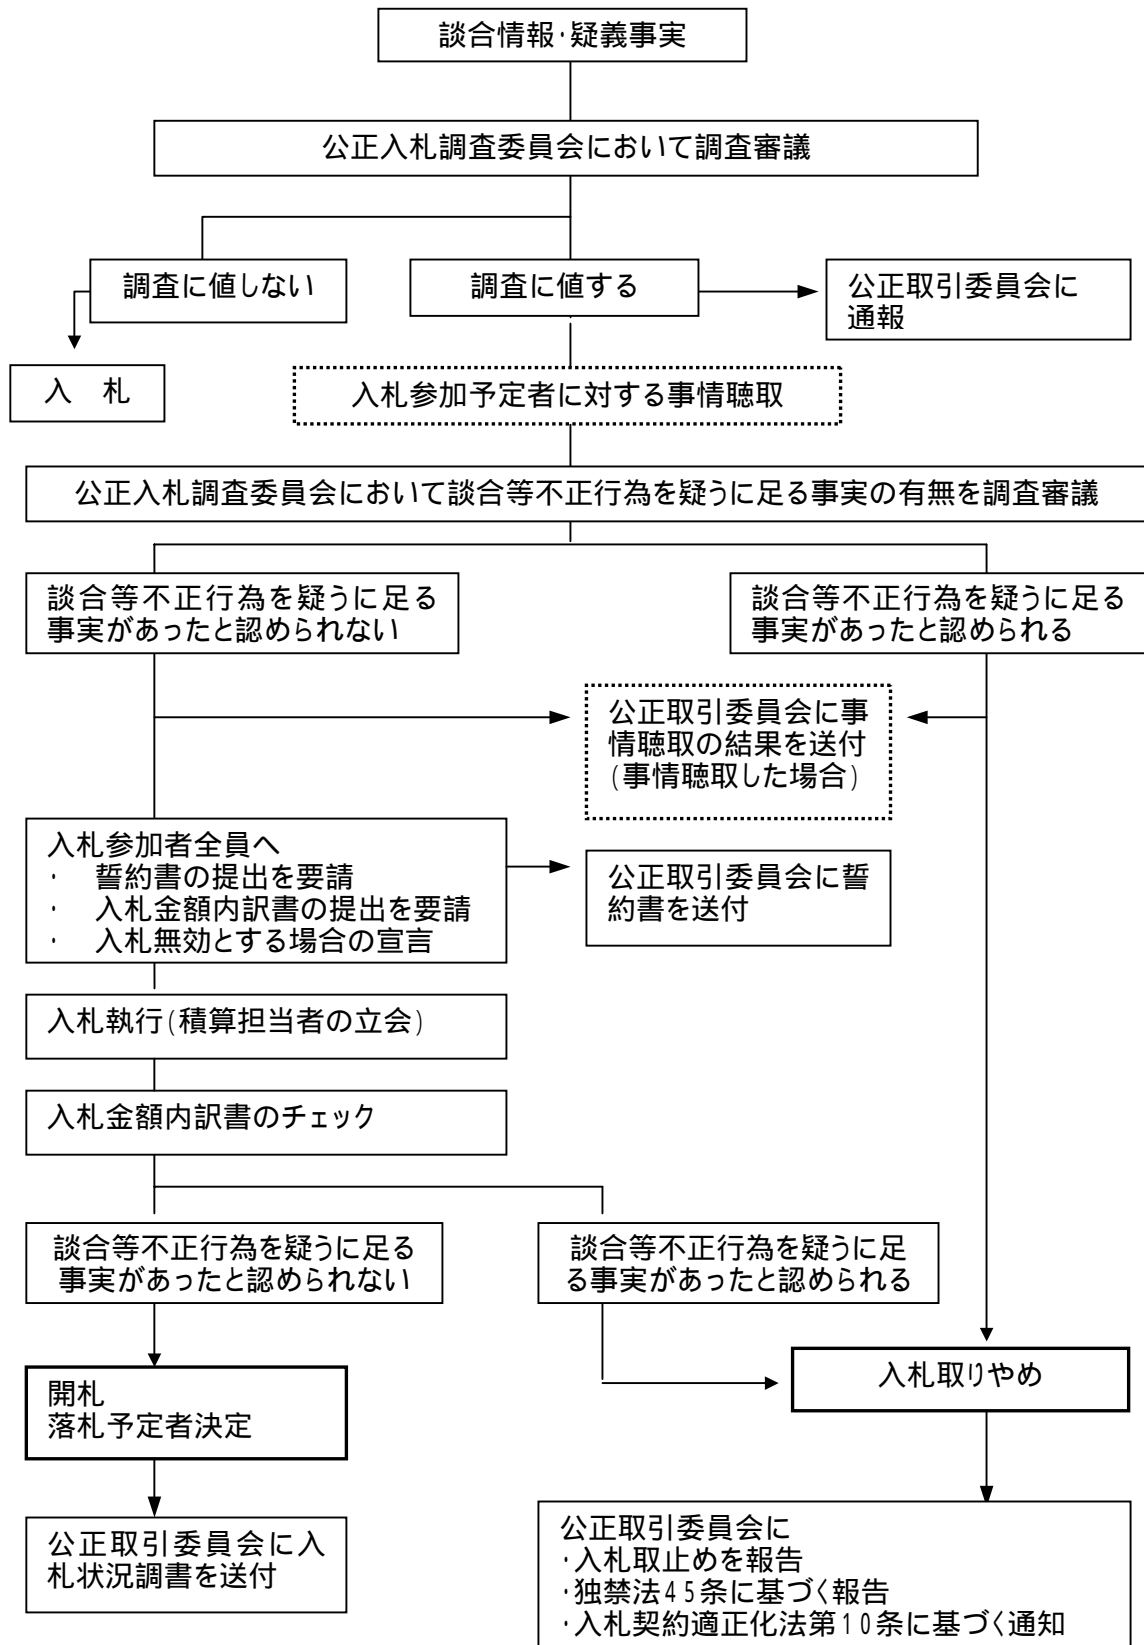 談合情報・疑義事実
公正入札調査委員会において調査審議
調査に値しない
調査に値する
公正取引委員会に
通報
入　札
入札参加予定者に対する事情聴取
公正入札調査委員会において談合等不正行為を疑うに足る事実の有無を調査審議
談合等不正行為を疑うに足る
事実があったと認められない
談合等不正行為を疑うに足る
事実があったと認められる
公正取引委員会に事
情聴取の結果を送付
(事情聴取した場合)
入札参加者全員へ
・　誓約書の提出を要請
・　入札金額内訳書の提出を要請
・　入札無効とする場合の宣言
公正取引委員会に誓
約書を送付
入札執行(積算担当者の立会)
入札金額内訳書のチェック
談合等不正行為を疑うに足る
事実があったと認められない
談合等不正行為を疑うに足
る事実があったと認められる
開札
落札予定者決定
入札取りやめ
公正取引委員会に入
札状況調書を送付
公正取引委員会に
・入札取止めを報告
・独禁法45条に基づく報告
・入札契約適正化法第10条に基づく通知